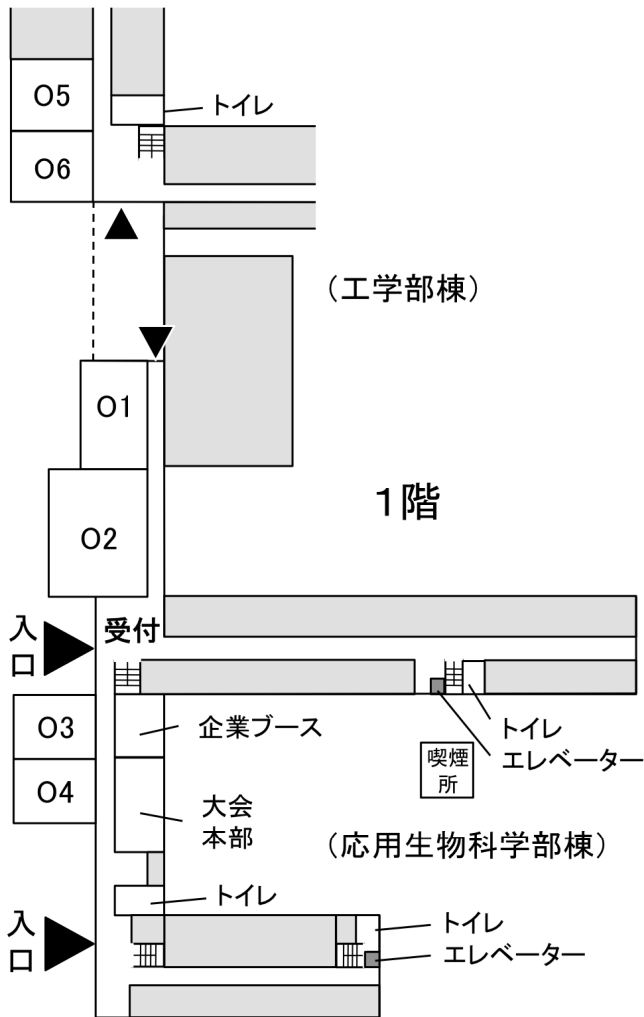 O5
トイレ
O6
（工学部棟）
O1
1階
O2
入
口
受付
O3
企業ブース
トイレ
エレベーター
喫煙
所
O4
大会
本部
（応用生物科学部棟）
トイレ
入
口
トイレ
エレベーター